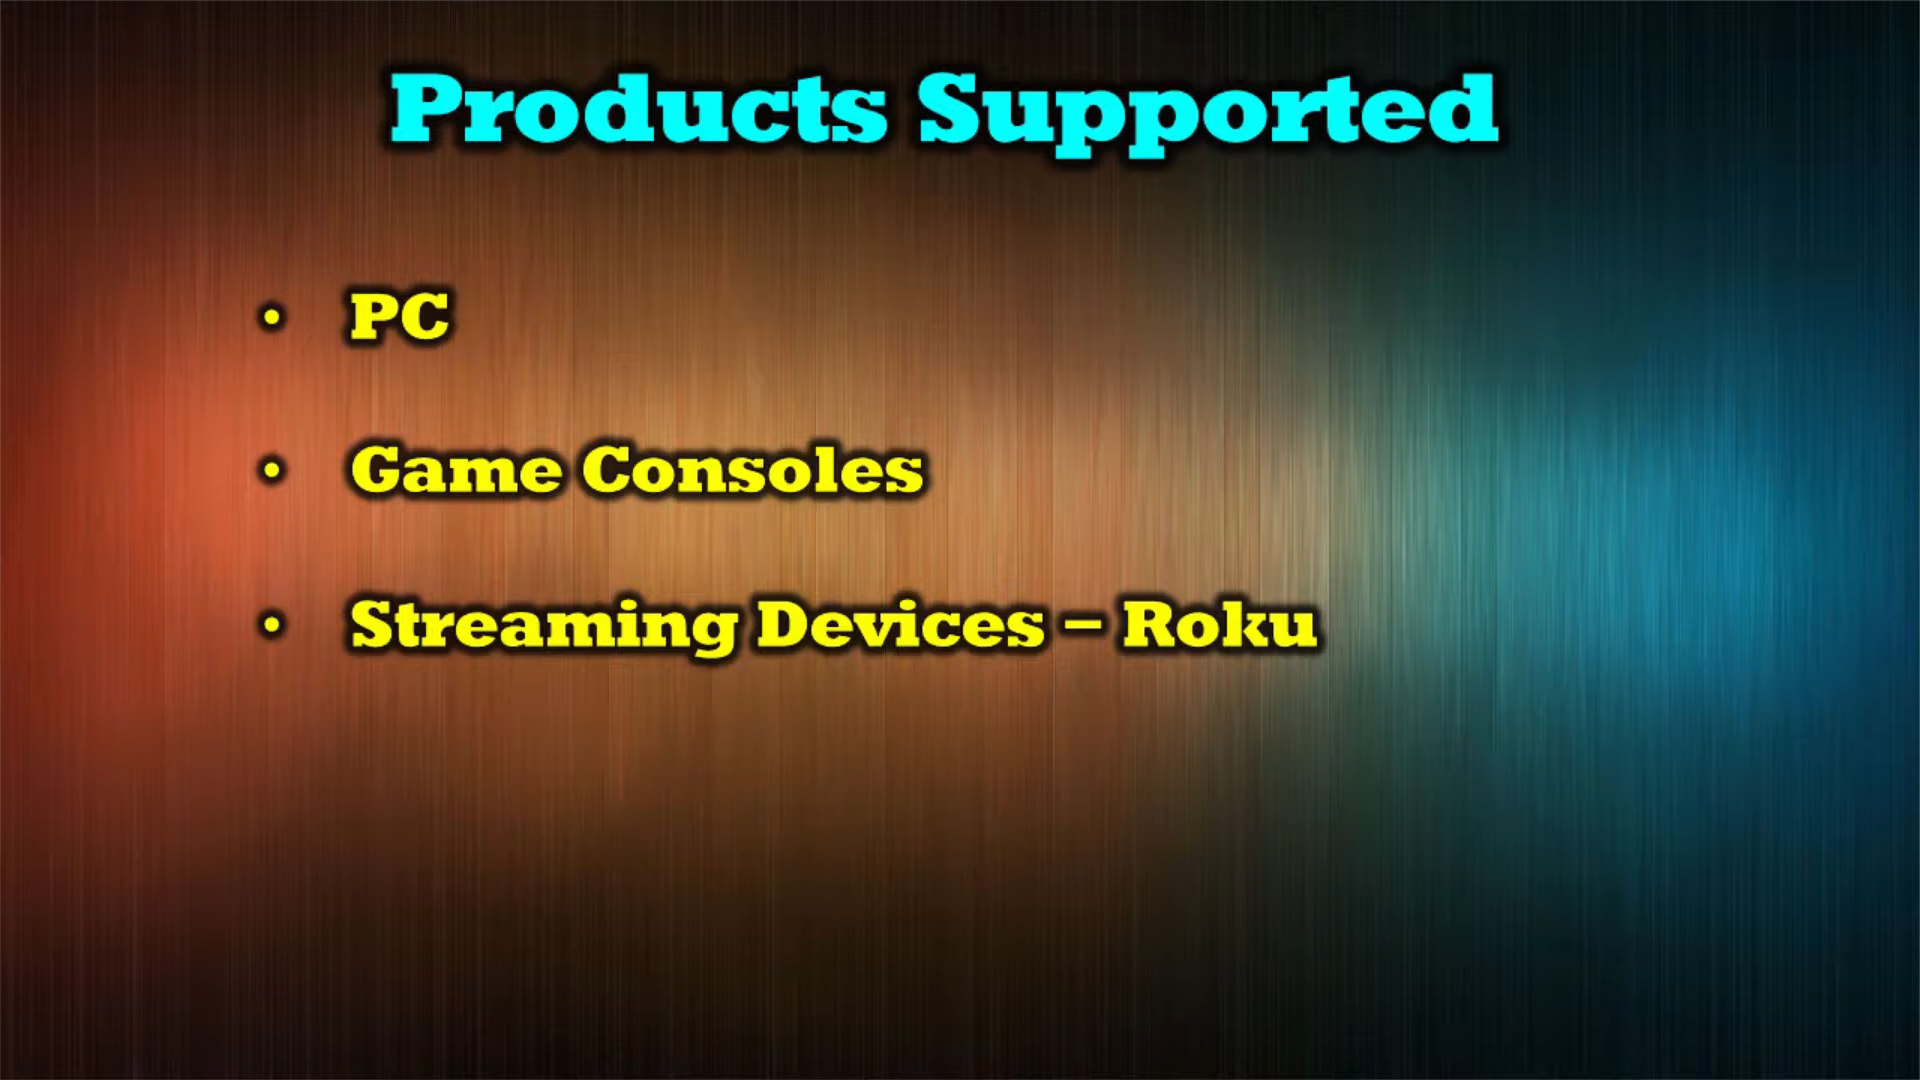 Products Supported
• PC
• Game Consoles
• Streaming Devices – Roku